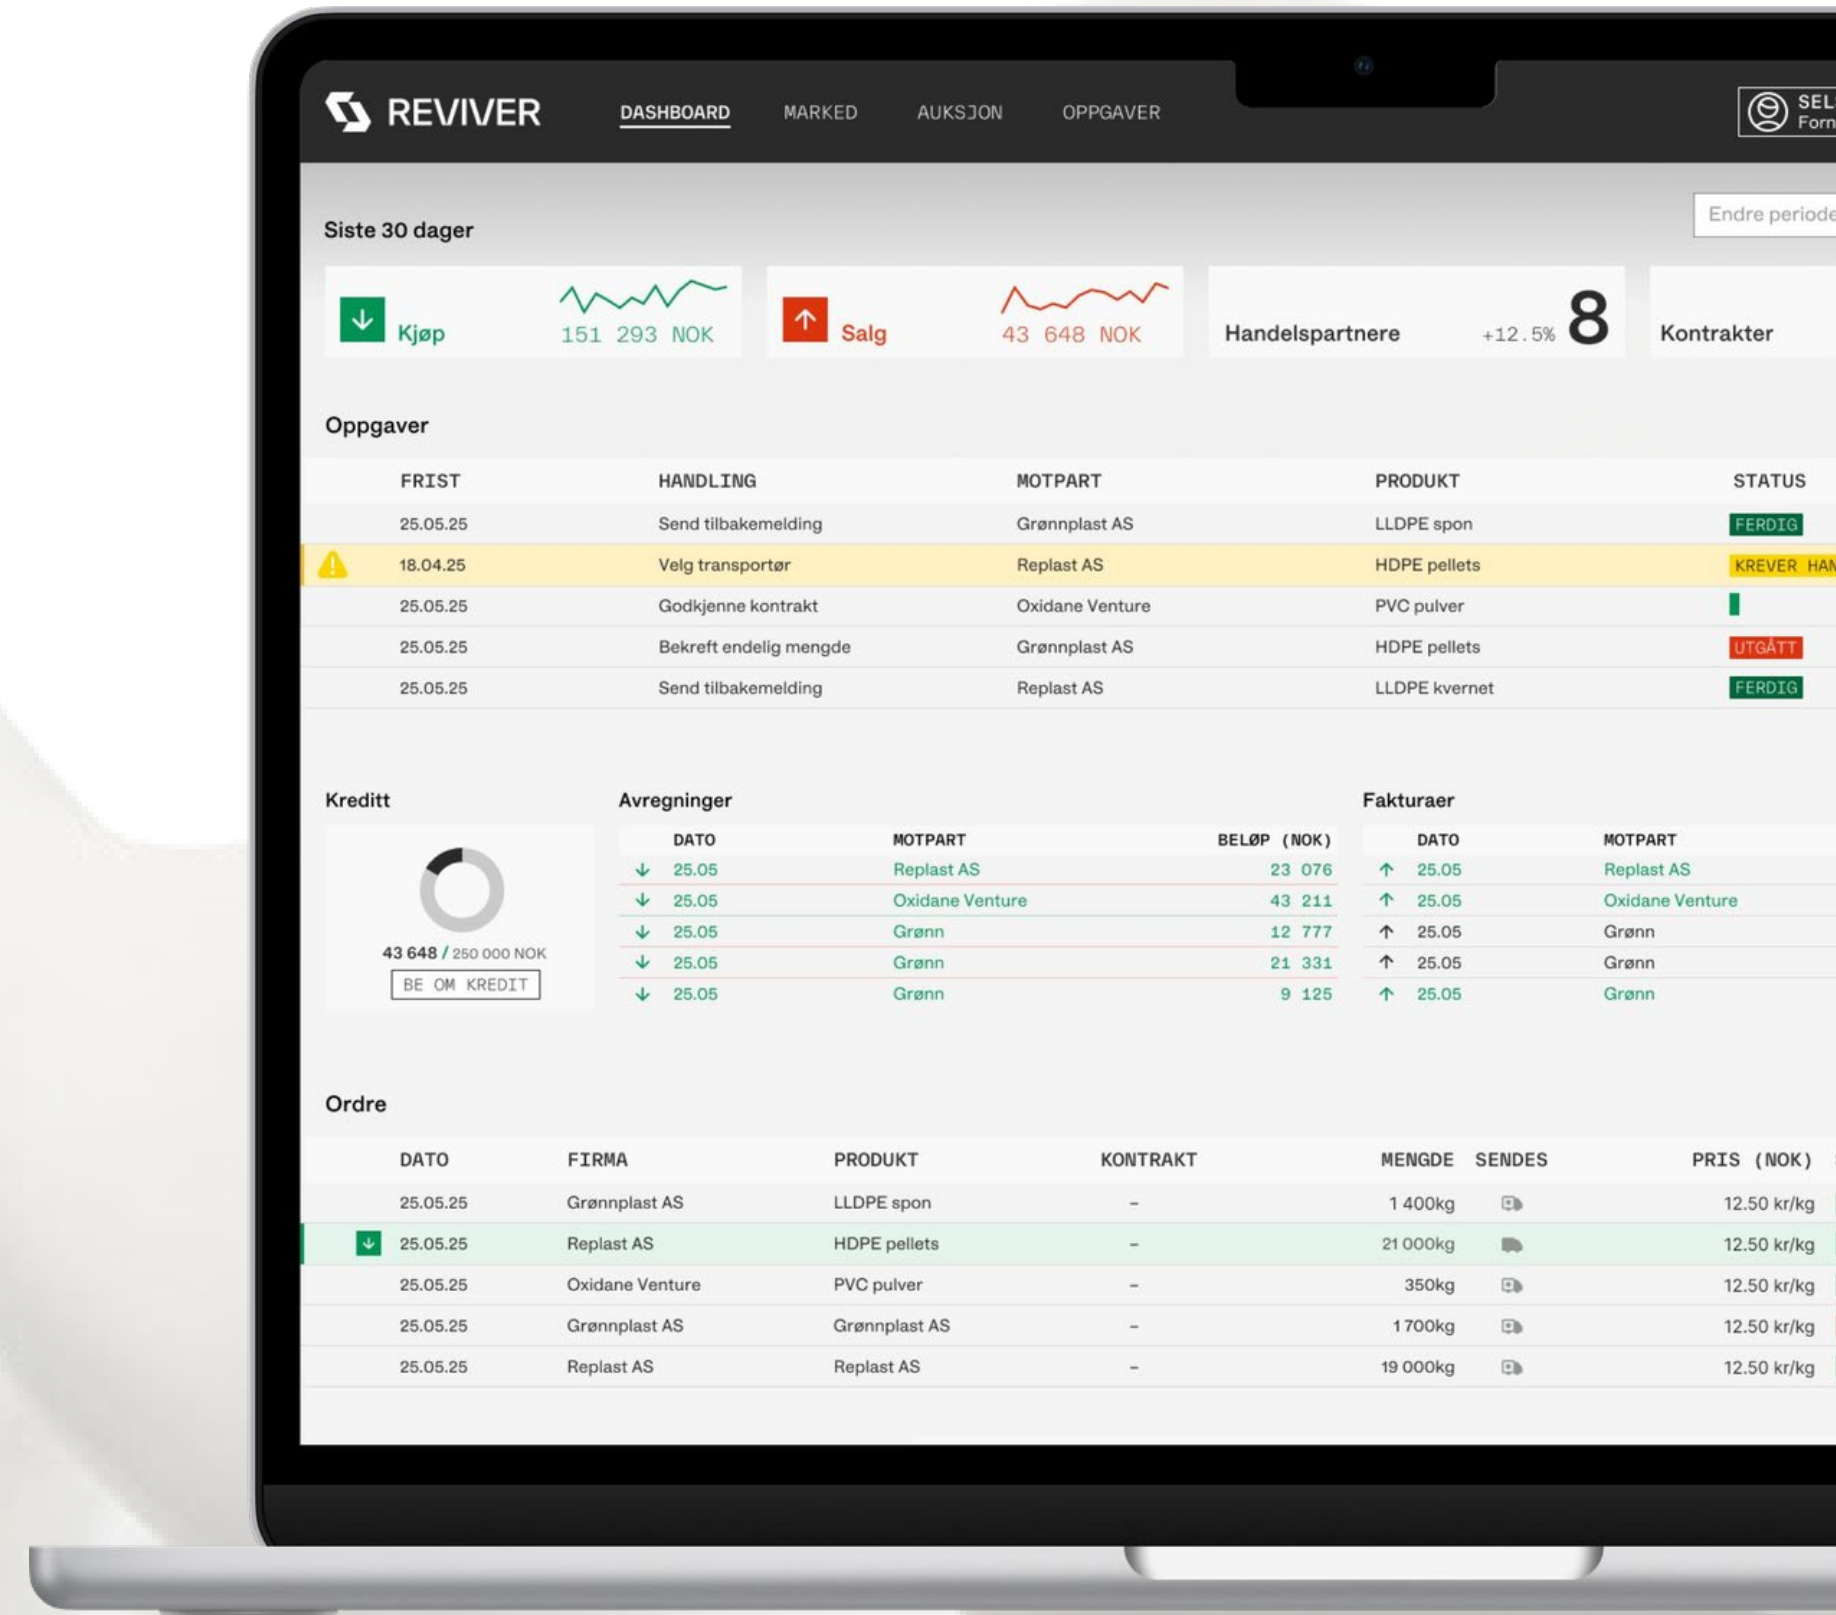 REVIVER DASHBOARD MARKED AUKSJON OPPGAVER
Siste 30 dager
Endre periode
Kjøp 151 293 NOK
Salg 43 648 NOK
Handelspartnere +12.5% 8
Kontrakter
Oppgaver
FRIST HANDLING MOTPART PRODUKT STATUS
25.05.25 Send tilbakemelding Grønnplast AS LLDPE spon FERDIG
18.04.25 Velg transportør Replast AS HDPE pellets KREVER
25.05.25 Godkjenne kontrakt Oxidane Venture PVC pulver
25.05.25 Bekreft endelig mengde Grønnplast AS HDPE pellets UTGÅTT
25.05.25 Send tilbakemelding Replast AS LLDPE kvernet FERDIG
Kreditt
43 648 / 250 000 NOK
BE OM KREDIT
Avregninger
DATO MOTPART BELØP (NOK)
25.05 Replast AS 23 076
25.05 Oxidane Venture 43 211
25.05 Grønn 12 777
25.05 Grønn 21 331
25.05 Grønn 9 125
Fakturaer
DATO MOTPART
25.05 Replast AS
25.05 Oxidane Venture
25.05 Grønn
25.05 Grønn
25.05 Grønn
Ordre
DATO FIRMA PRODUKT KONTRAKT MENGDE SENDES PRIS (NOK)
25.05.25 Grønnplast AS LLDPE spon – 1 400kg 12.50 kr/kg
25.05.25 Replast AS HDPE pellets – 21 000kg 12.50 kr/kg
25.05.25 Oxidane Venture PVC pulver – 350kg 12.50 kr/kg
25.05.25 Grønnplast AS Grønnplast AS – 1 700kg 12.50 kr/kg
25.05.25 Replast AS Replast AS – 19 000kg 12.50 kr/kg